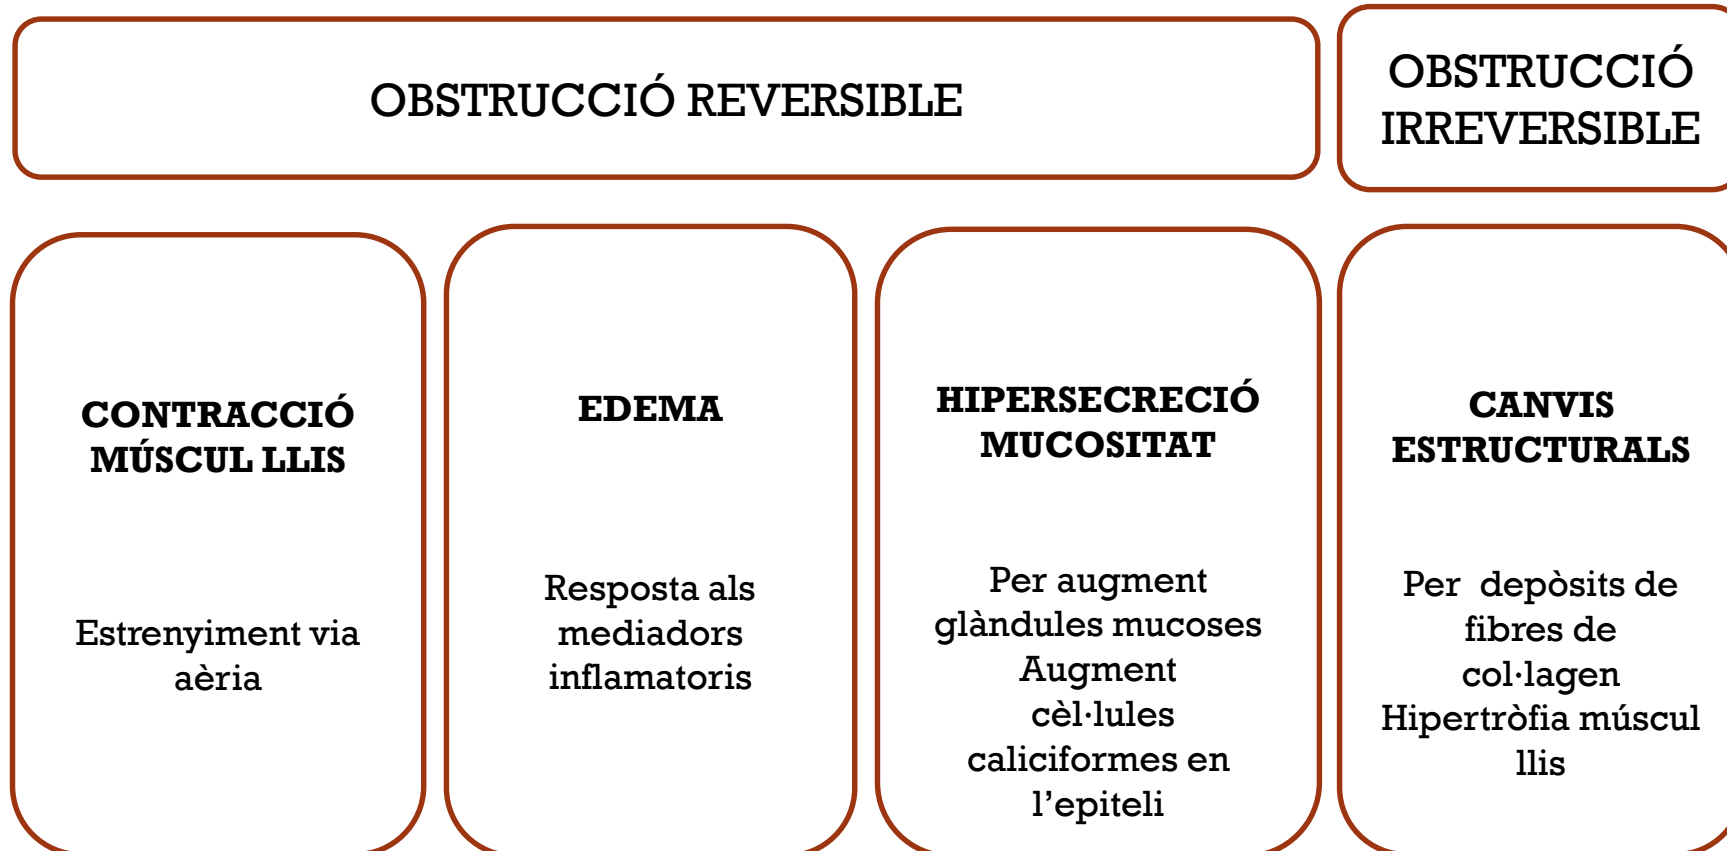 OBSTRUCCIÓ REVERSIBLE
OBSTRUCCIÓ
IRREVERSIBLE
CONTRACCIÓ
MÚSCUL LLIS
Estrenyiment via
aèria
EDEMA
Resposta als
mediadors
inflamatoris
HIPERSECRECIÓ
MUCOSITAT
Per augment
glàndules mucoses
Augment
cèl·lules
caliciformes en
l’epiteli
CANVIS
ESTRUCTURALS
Per depòsits de
fibres de
col·lagen
Hipertròfia múscul
llis